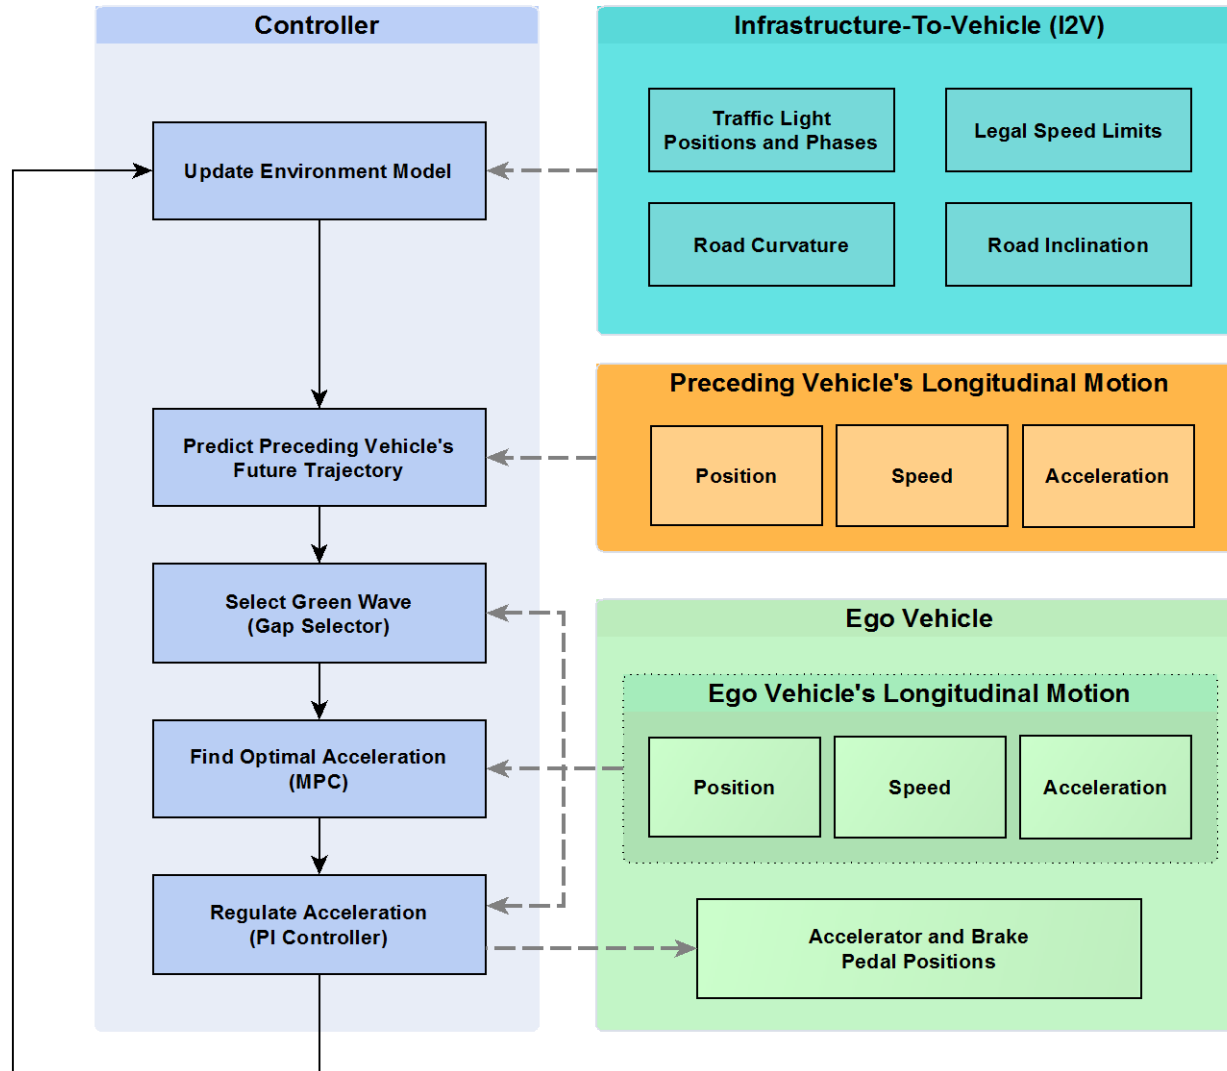 Controller
Update Environment Model
Predict Preceding Vehicle's
Future Trajectory
Select Green Wave
(Gap Selector)
Find Optimal Acceleration
(MPC)
Regulate Acceleration
(PI Controller)
Infrastructure-To-Vehicle (I2V)
Traffic Light
Positions and Phases
Legal Speed Limits
Road Curvature
Road Inclination
Preceding Vehicle's Longitudinal Motion
Position
Speed
Acceleration
Ego Vehicle
Ego Vehicle's Longitudinal Motion
Position
Speed
Acceleration
Accelerator and Brake
Pedal Positions